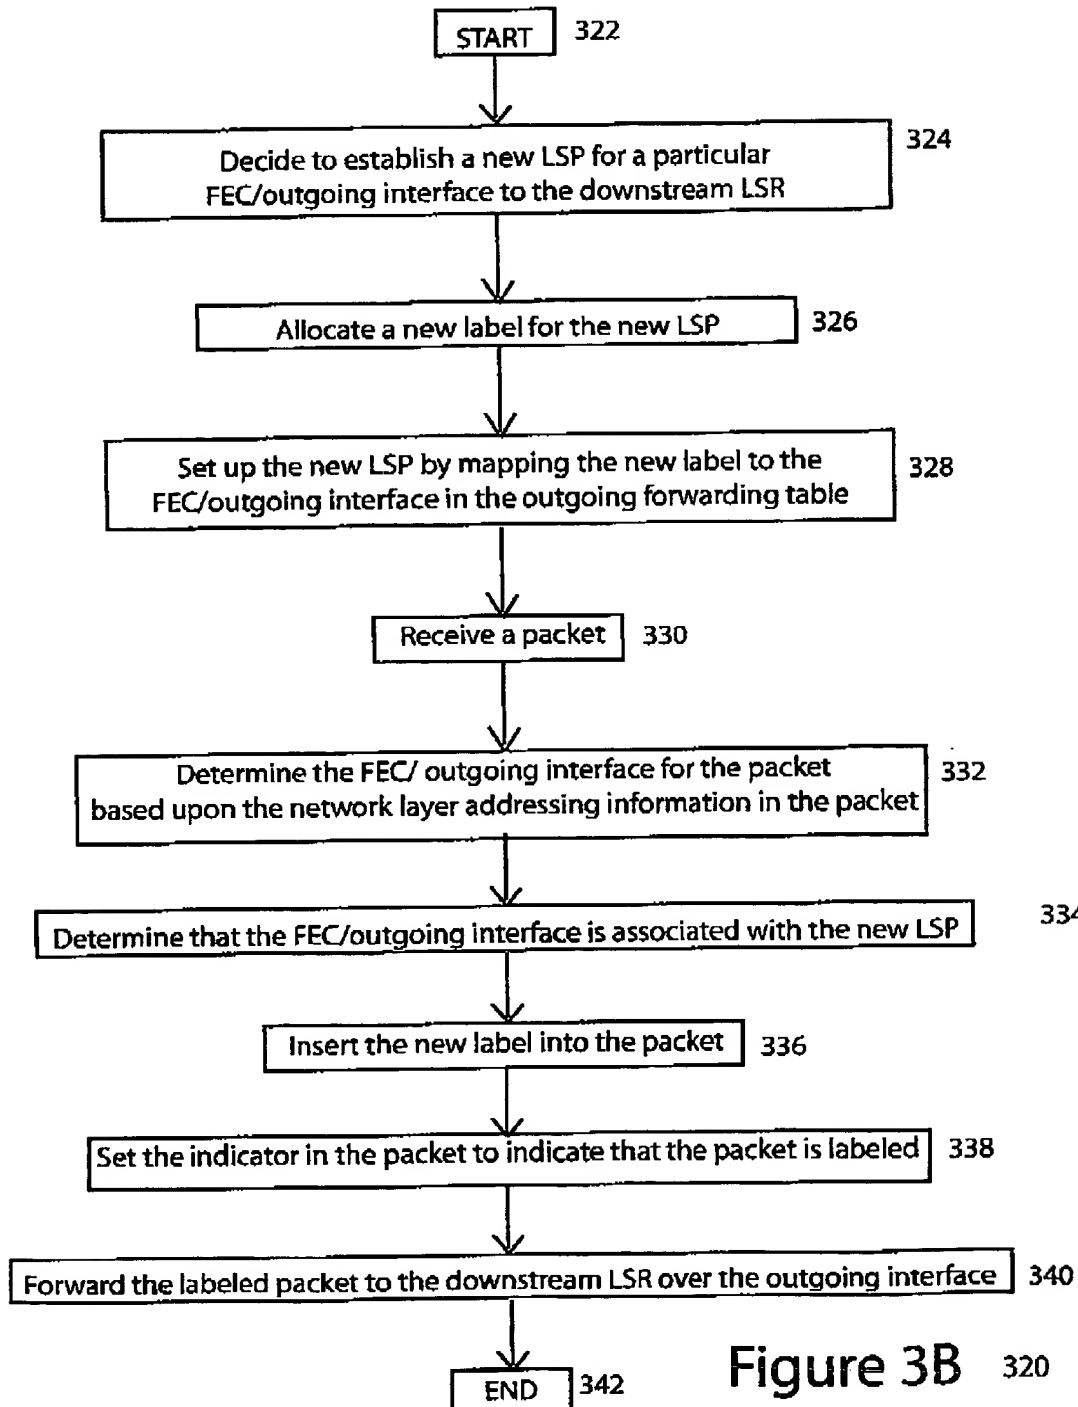 START 322
Decide to establish a new LSP for a particular
FEC/outgoing interface to the downstream LSR
324
Allocate a new label for the new LSP 326
Set up the new LSP by mapping the new label to the
FEC/outgoing interface in the outgoing forwarding table
328
Receive a packet 330
Determine the FEC/ outgoing interface for the packet
based upon the network layer addressing information in the packet
332
Determine that the FEC/outgoing interface is associated with the new LSP 334
Insert the new label into the packet 336
Set the indicator in the packet to indicate that the packet is labeled 338
Forward the labeled packet to the downstream LSR over the outgoing interface 340
END 342
Figure 3B 320